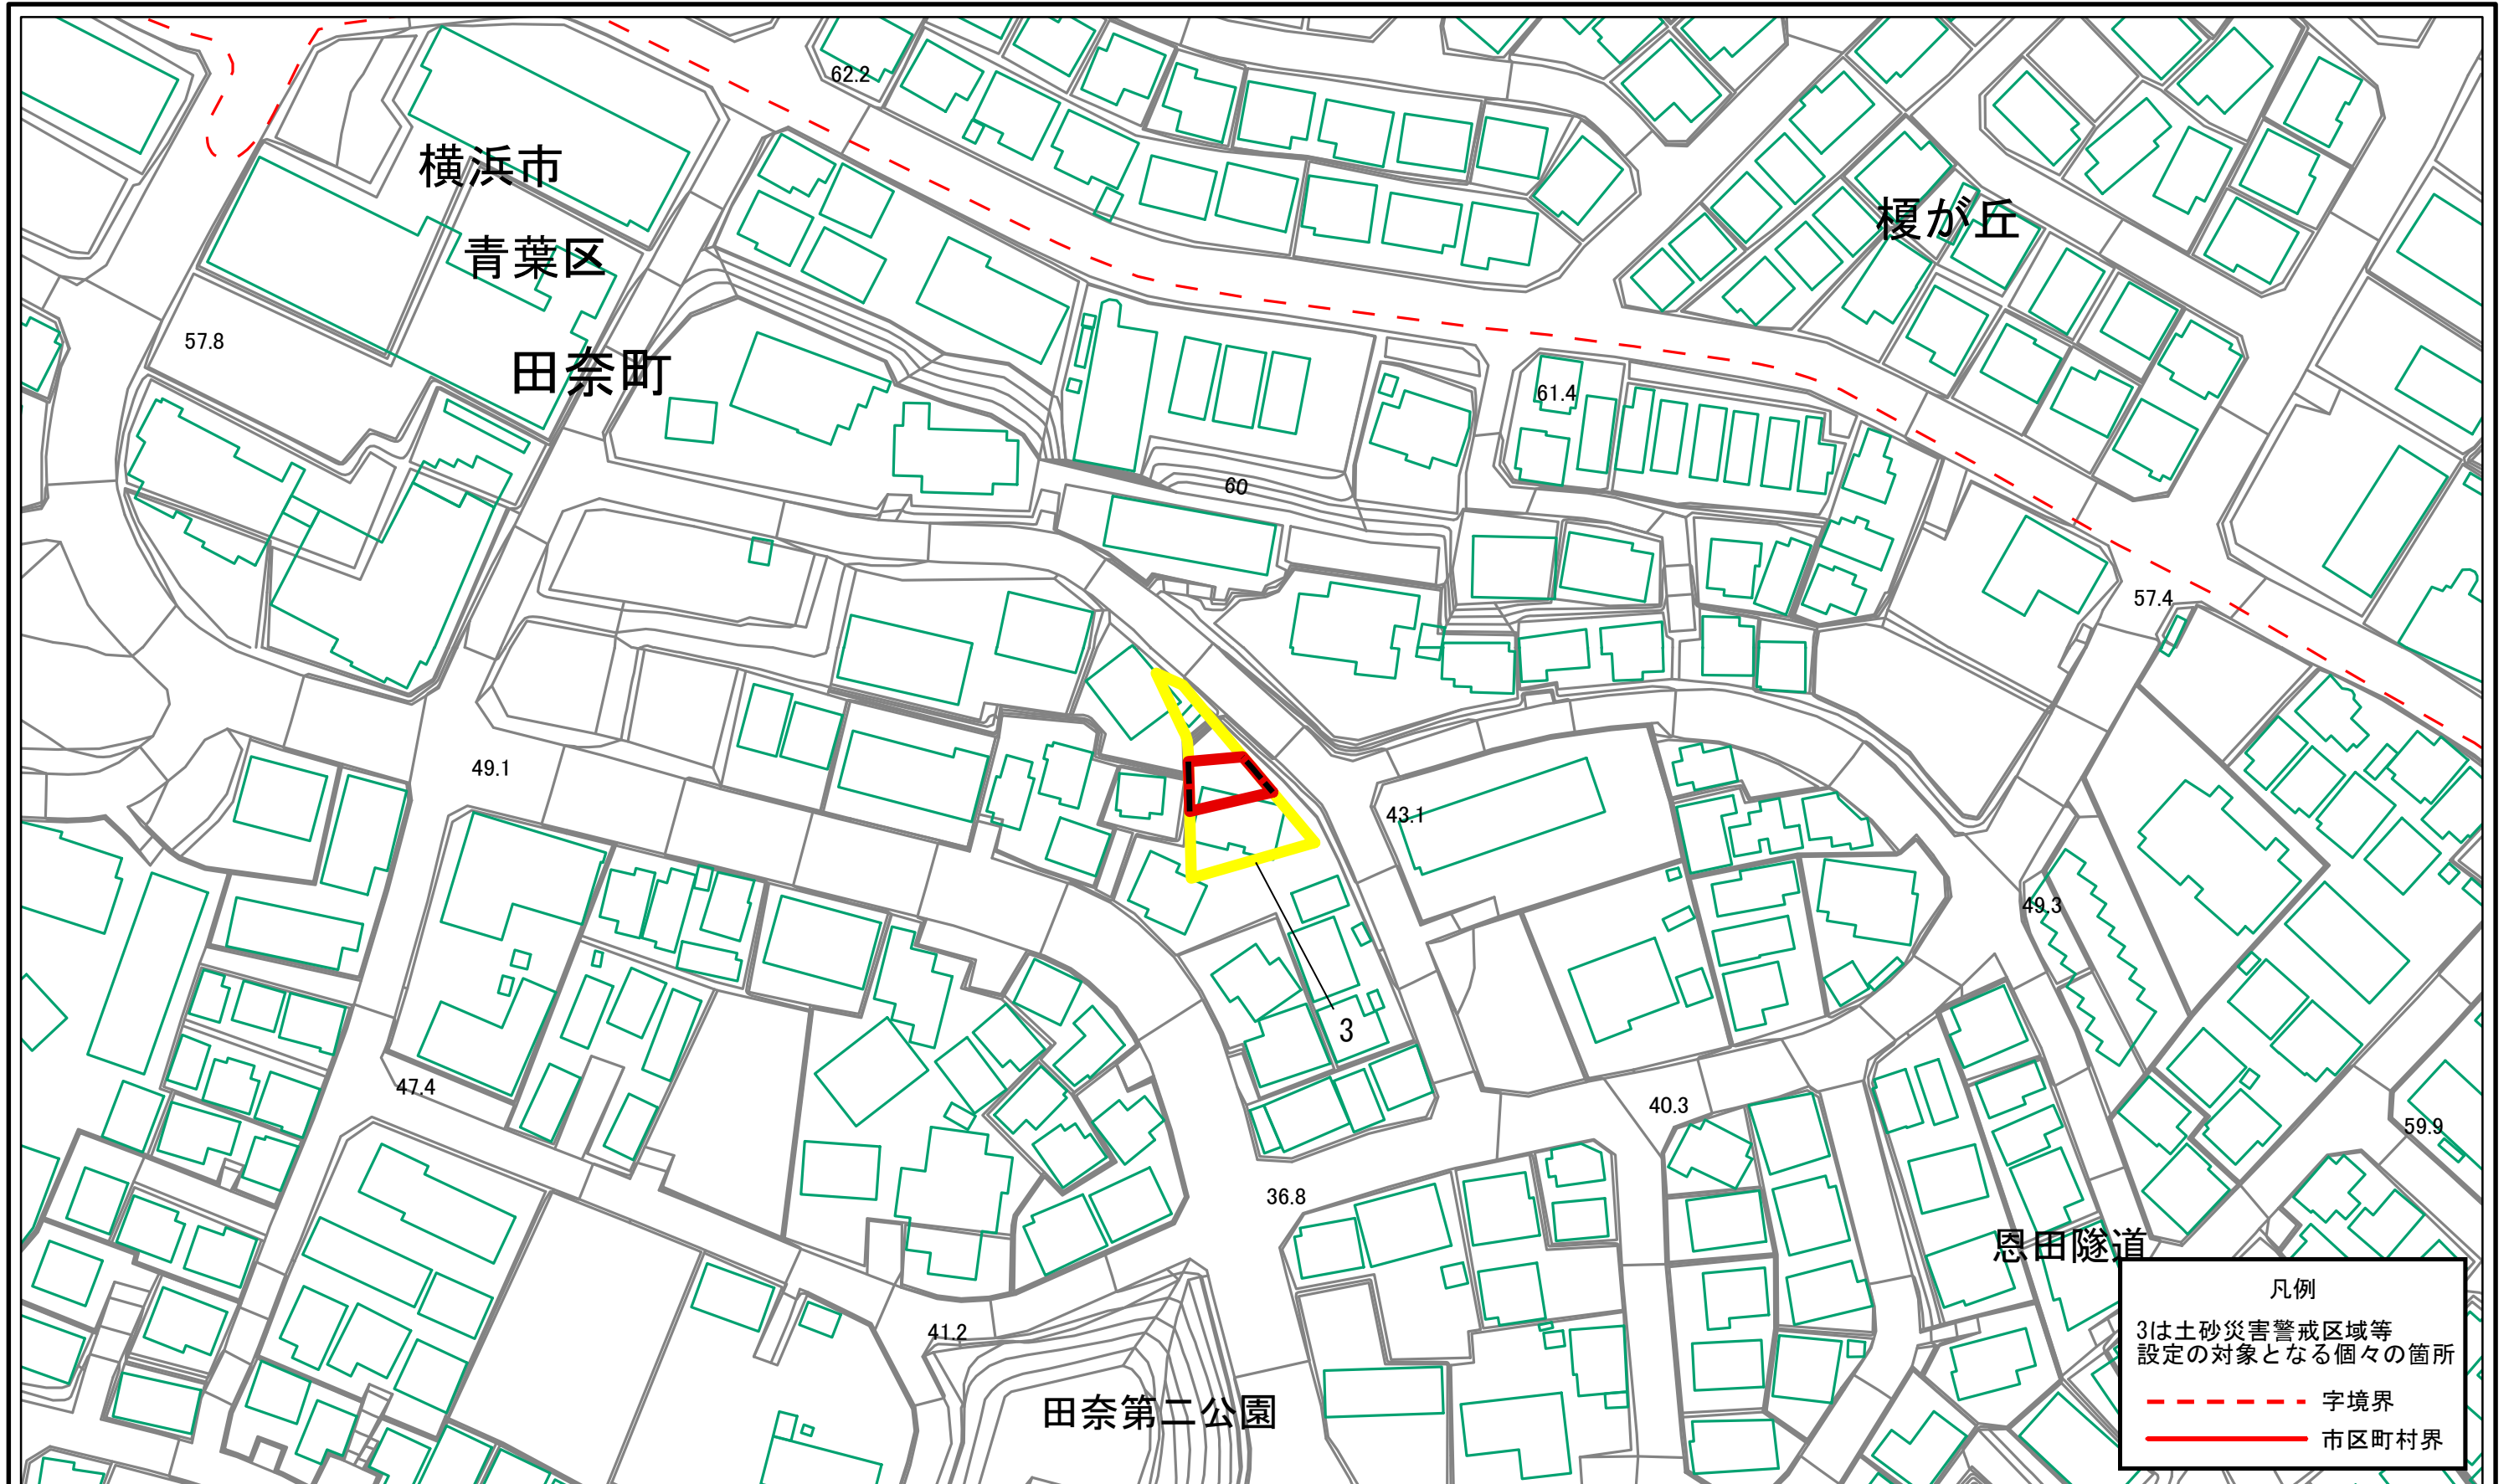 62.2
横浜市
榎が丘
青葉区
57.8
田奈町
61.4
60
57.4
49.1
43.1
49.3
3
47.4
40.3
59.9
36.8
恩田隧道
41.2
田奈第二公園
凡例
3は土砂災害警戒区域等
設定の対象となる個々の箇所
字境界
市区町村界